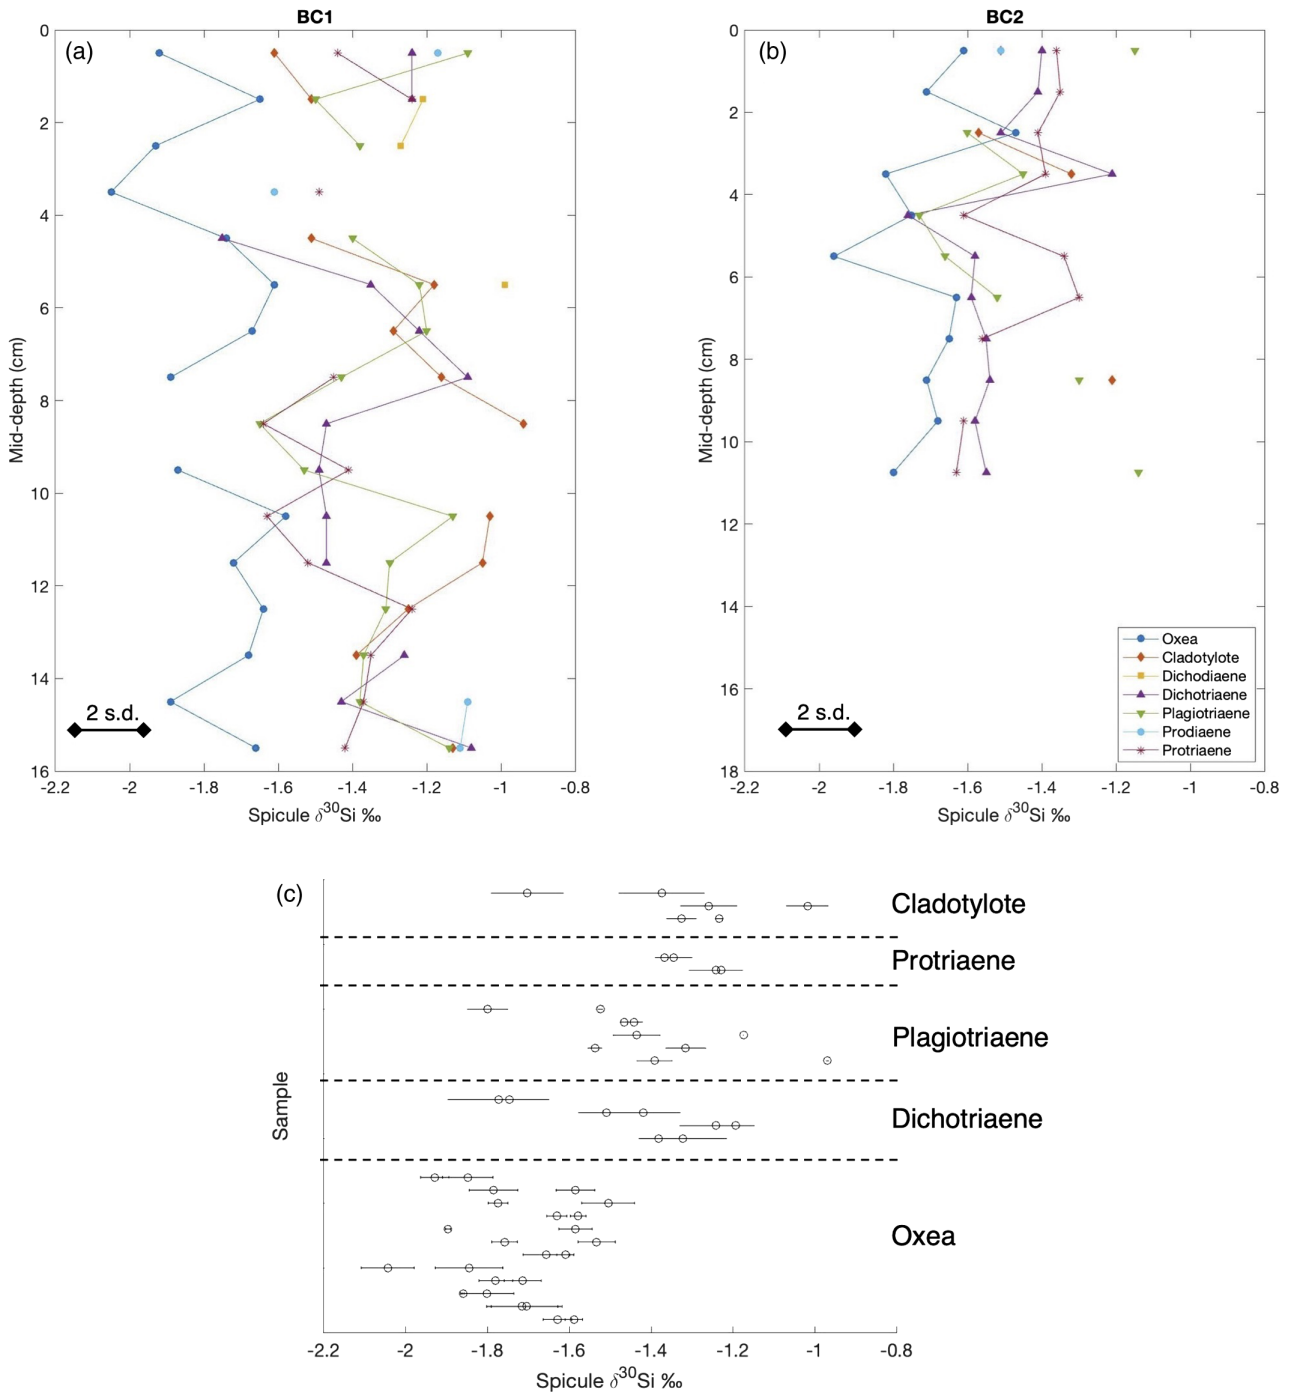 BC1
(a)
0
2
4
6
8
10
12
14
16
Mid-depth (cm)
2 s.d.
-2.2 -2 -1.8 -1.6 -1.4 -1.2 -1 -0.8
Spicule δ³⁰Si ‰
BC2
(b)
0
2
4
6
8
10
12
14
16
18
Mid-depth (cm)
2 s.d.
Oxea
Cladotylote
Dichodiaene
Dichotriaene
Plagiotriaene
Prodiaene
Protriaene
-2.2 -2 -1.8 -1.6 -1.4 -1.2 -1 -0.8
Spicule δ³⁰Si ‰
(c)
Cladotylote
Protriaene
Plagiotriaene
Dichotriaene
Oxea
Sample
-2.2 -2 -1.8 -1.6 -1.4 -1.2 -1 -0.8
Spicule δ³⁰Si ‰